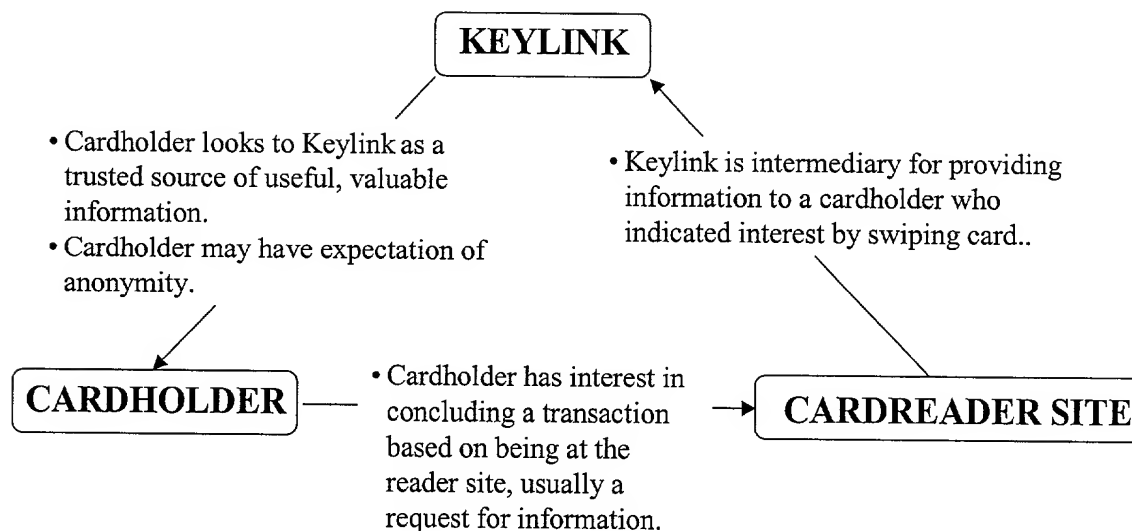 KEYLINK
• Cardholder looks to Keylink as a
trusted source of useful, valuable
information.
• Cardholder may have expectation of
anonymity.
• Keylink is intermediary for providing
information to a cardholder who
indicated interest by swiping card..
CARDHOLDER
• Cardholder has interest in
concluding a transaction
based on being at the
reader site, usually a
request for information.
CARDREADER SITE